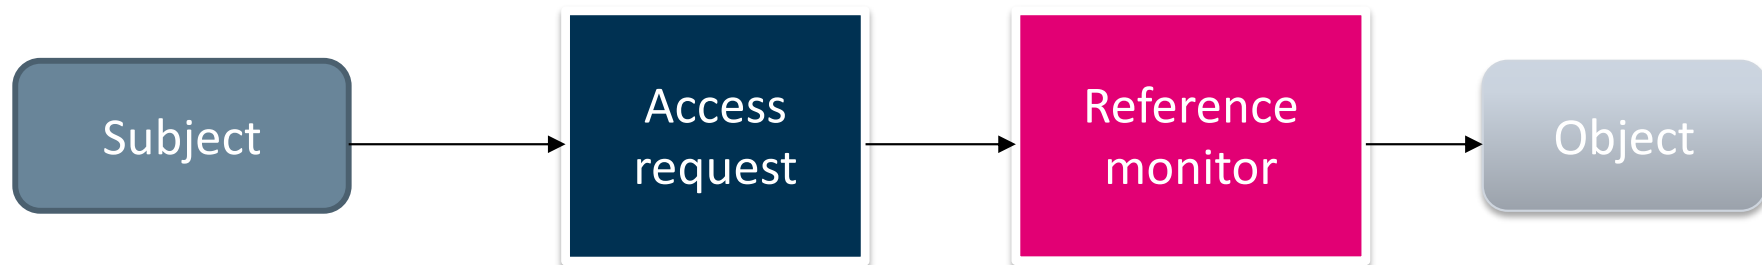 Subject
Access
request
Reference
monitor
Object